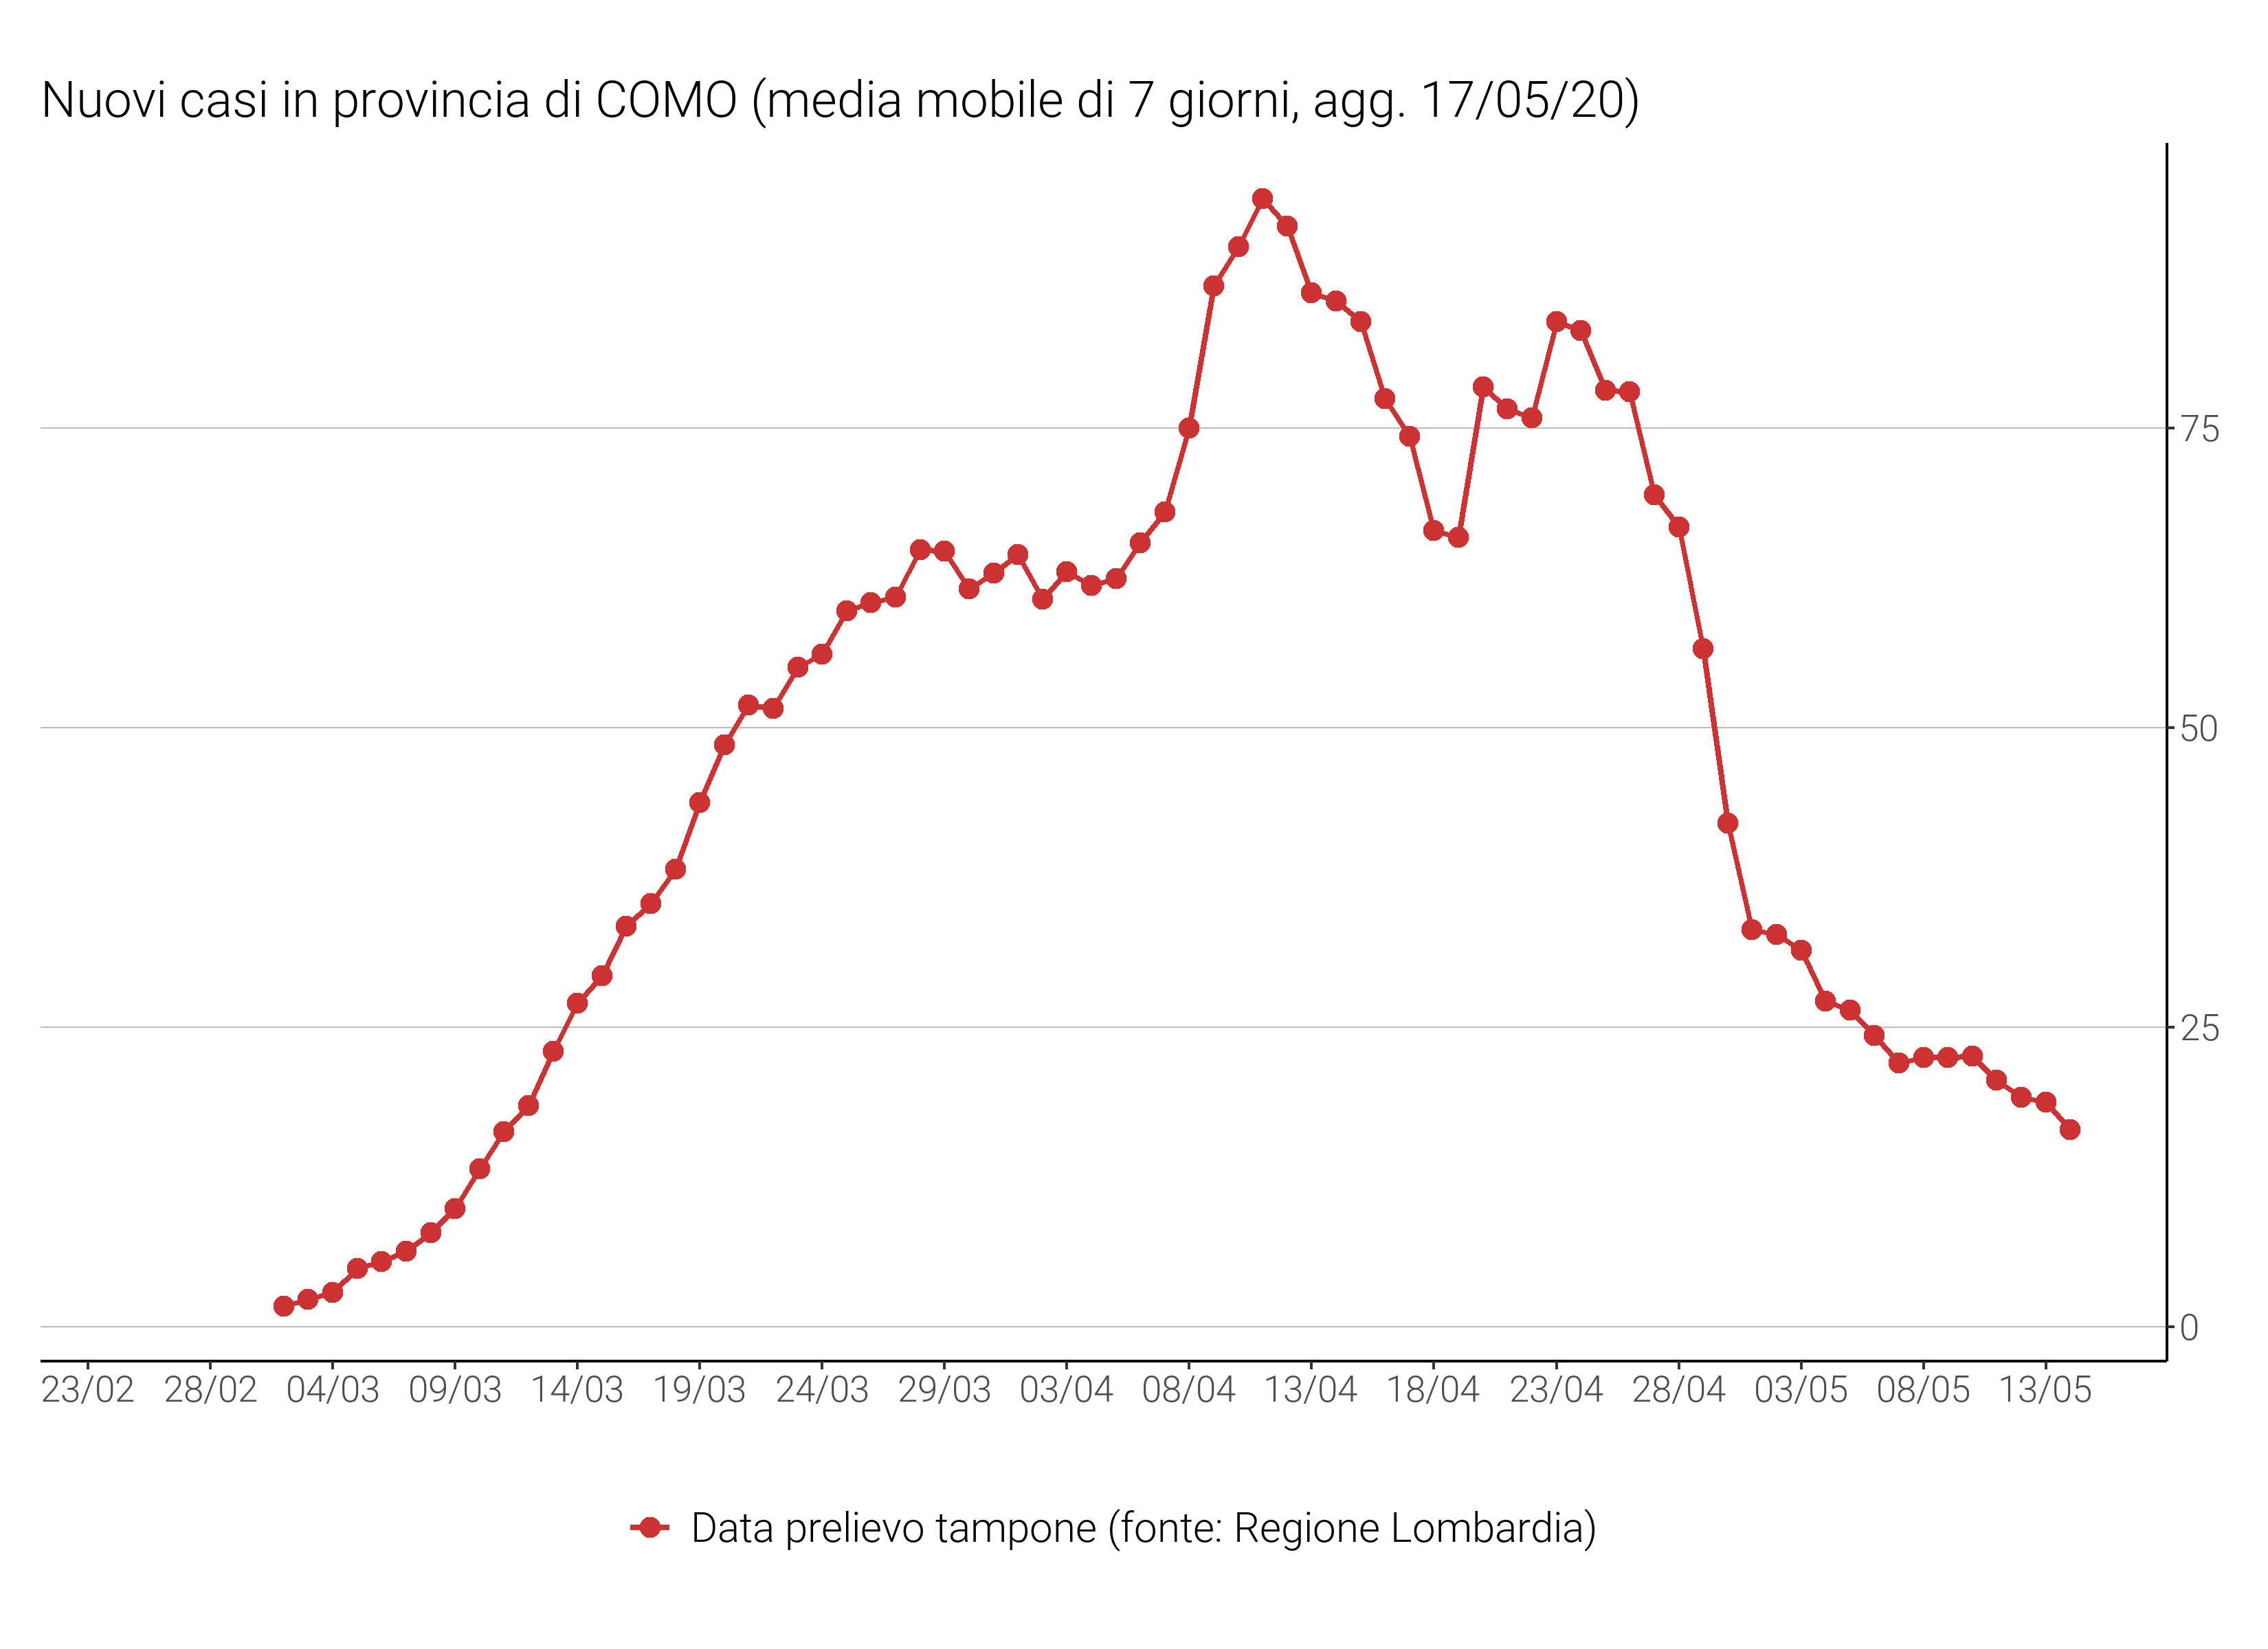 Nuovi casi in provincia di COMO (media mobile di 7 giorni, agg. 17/05/20)
75
50
25
0
23/02 28/02 04/03 09/03 14/03 19/03 24/03 29/03 03/04 08/04 13/04 18/04 23/04 28/04 03/05 08/05 13/05
Data prelievo tampone (fonte: Regione Lombardia)